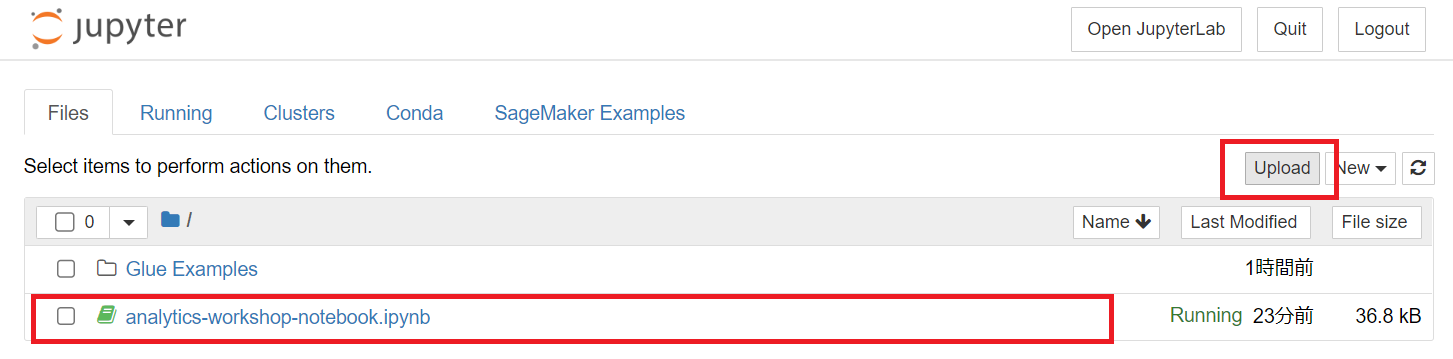 jupyter
Open JupyterLab Quit Logout
Files Running Clusters Conda SageMaker Examples
Select items to perform actions on them.
Upload New
0 / Name Last Modified File size
Glue Examples 1時間前
analytics-workshop-notebook.ipynb Running 23分前 36.8 kB